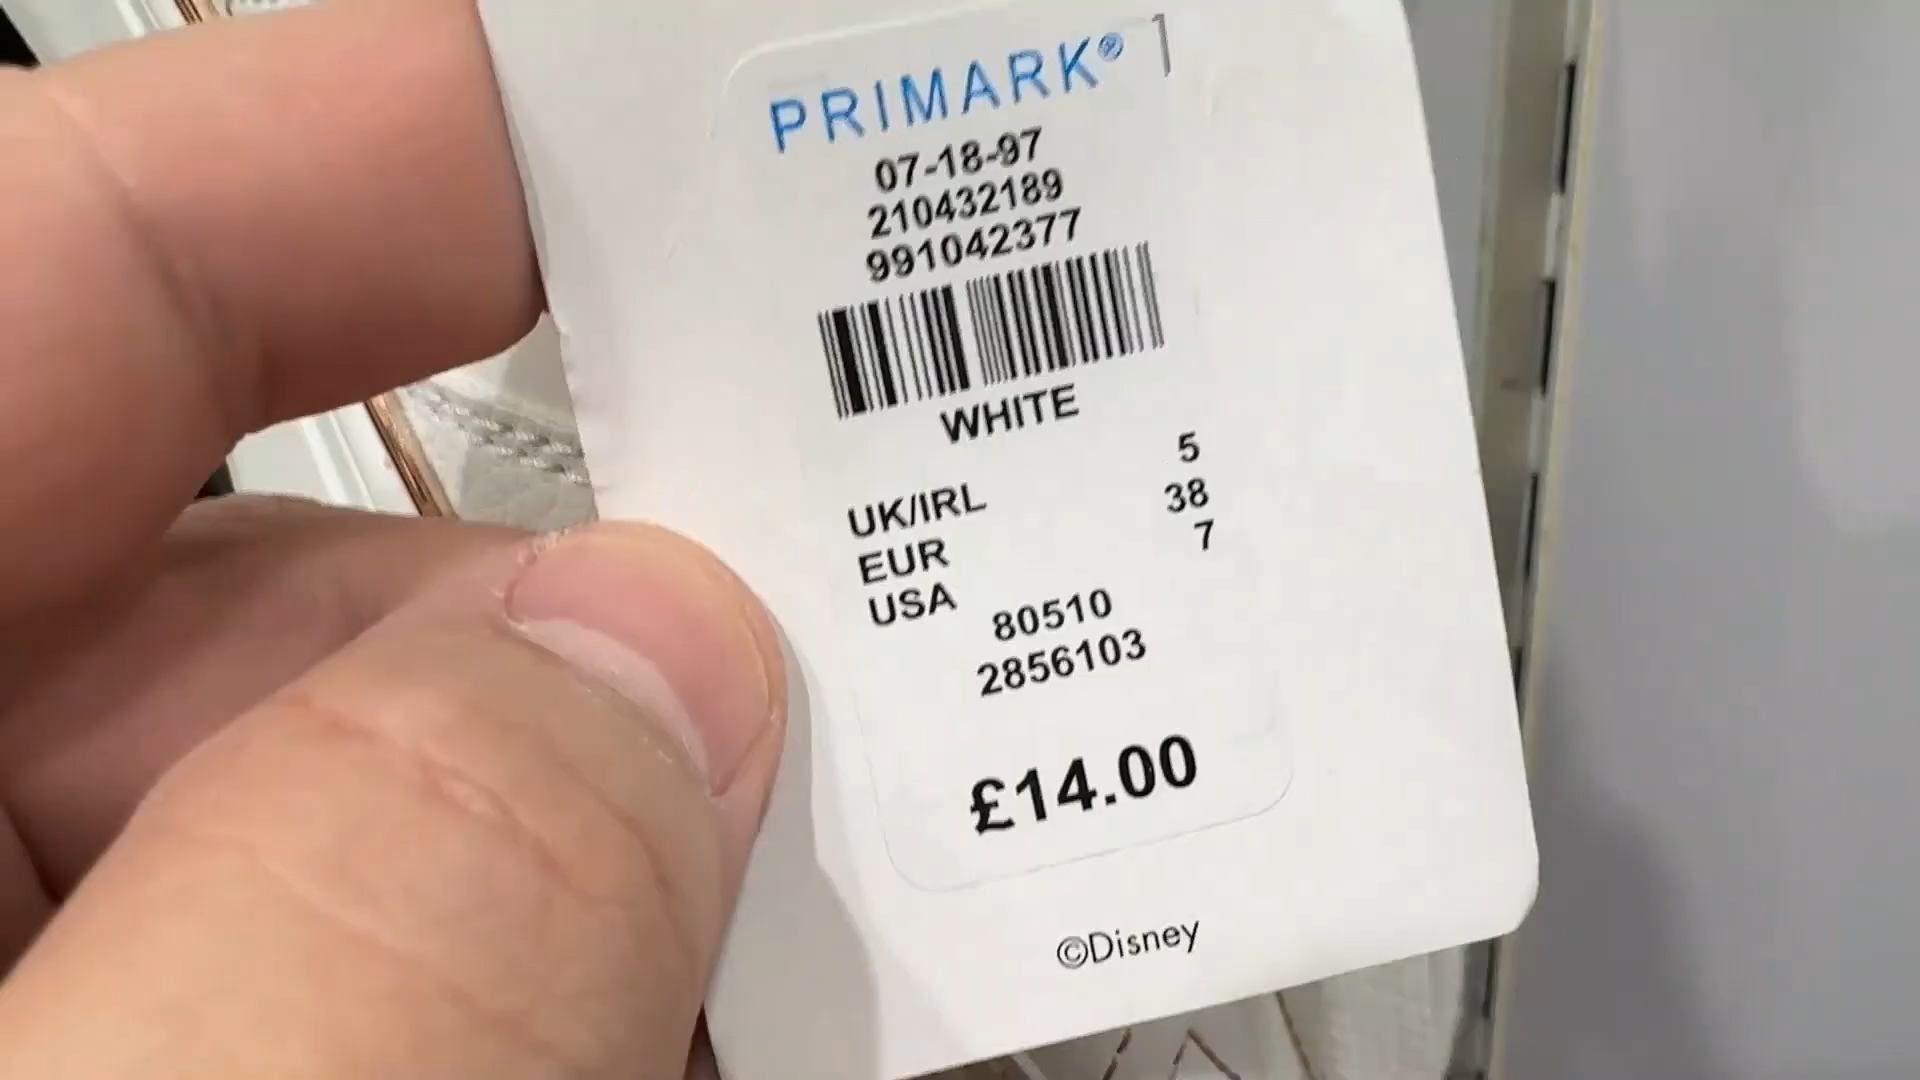 PRIMARK® 1
07-18-97
210432189
991042377
WHITE
UK/IRL 5
EUR 38
USA 7
80510
2856103
£14.00
©Disney